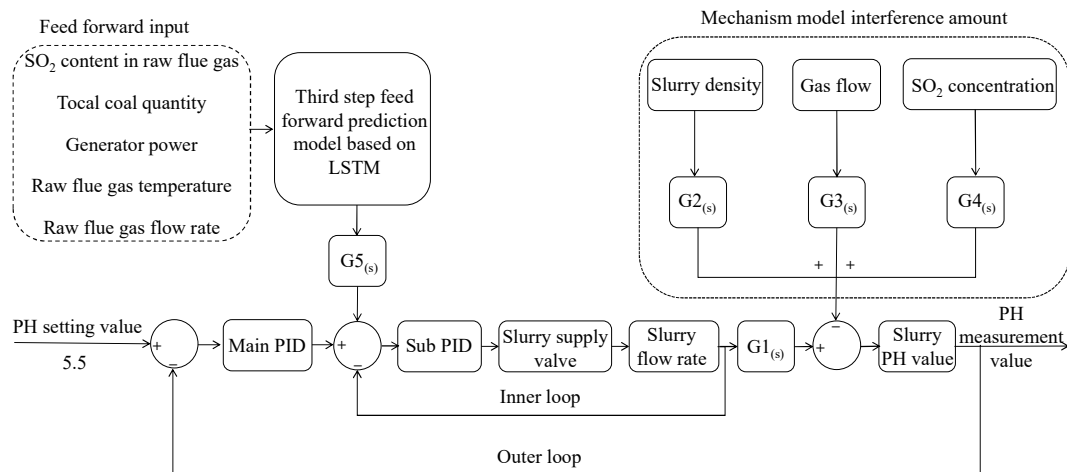 Feed forward input
SO₂ content in raw flue gas
Tocal coal quantity
Generator power
Raw flue gas temperature
Raw flue gas flow rate
Third step feed
forward prediction
model based on
LSTM
G5(s)
Mechanism model interference amount
Slurry density
Gas flow
SO₂ concentration
G2(s)
G3(s)
G4(s)
+ +
PH setting value
5.5
+
−
Main PID
+
−
Sub PID
Slurry supply
valve
Slurry
flow rate
G1(s)
−
+
Slurry
PH value
PH
measurement
value
Inner loop
Outer loop